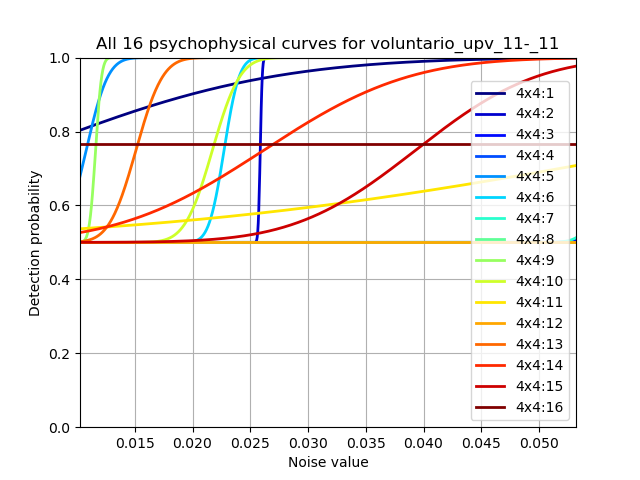 All 16 psychophysical curves for voluntario_upv_11-_11
Detection probability
1.0
0.8
0.6
0.4
0.2
0.0
4x4:1
4x4:2
4x4:3
4x4:4
4x4:5
4x4:6
4x4:7
4x4:8
4x4:9
4x4:10
4x4:11
4x4:12
4x4:13
4x4:14
4x4:15
4x4:16
0.015 0.020 0.025 0.030 0.035 0.040 0.045 0.050
Noise value